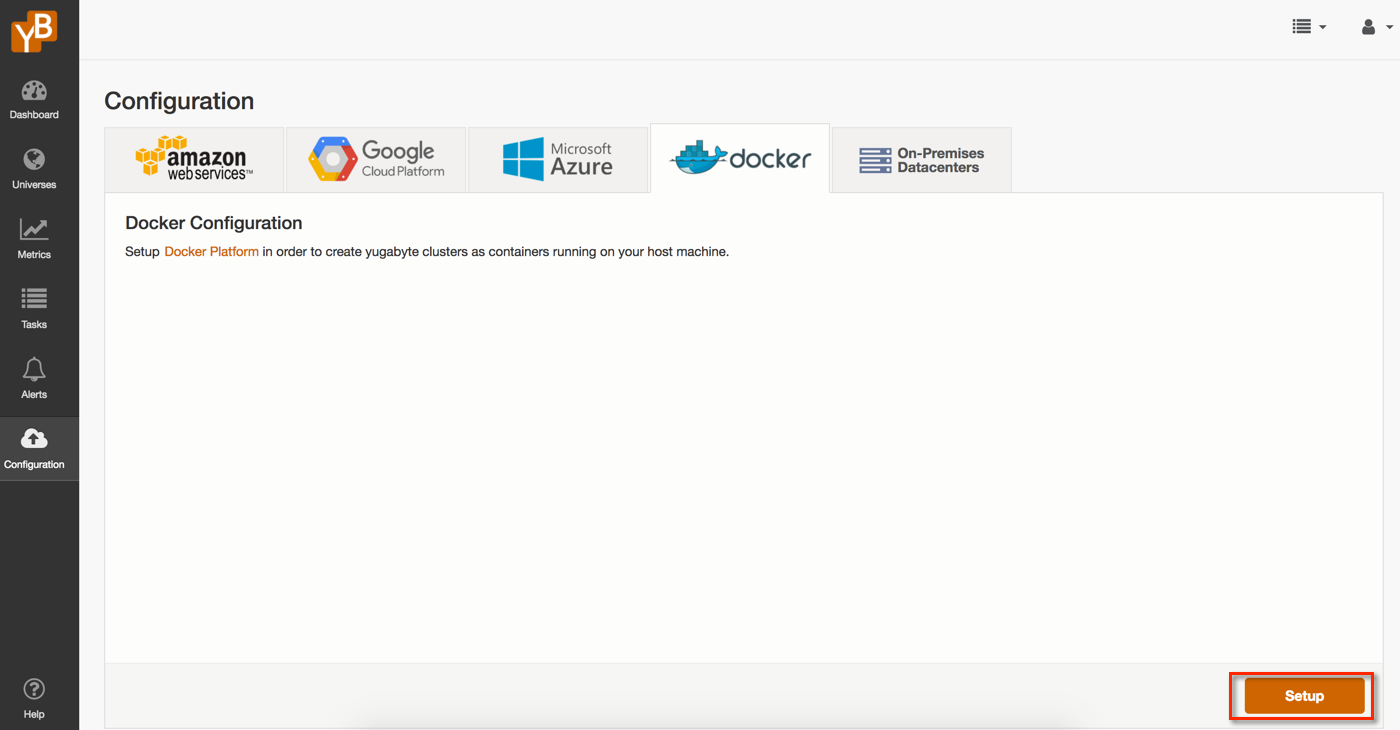 YB
Dashboard
Universes
Metrics
Tasks
Alerts
Configuration
Help
Configuration
amazon
web services™
Google
Cloud Platform
Microsoft
Azure
docker
On-Premises
Datacenters
Docker Configuration
Setup Docker Platform in order to create yugabyte clusters as containers running on your host machine.
Setup